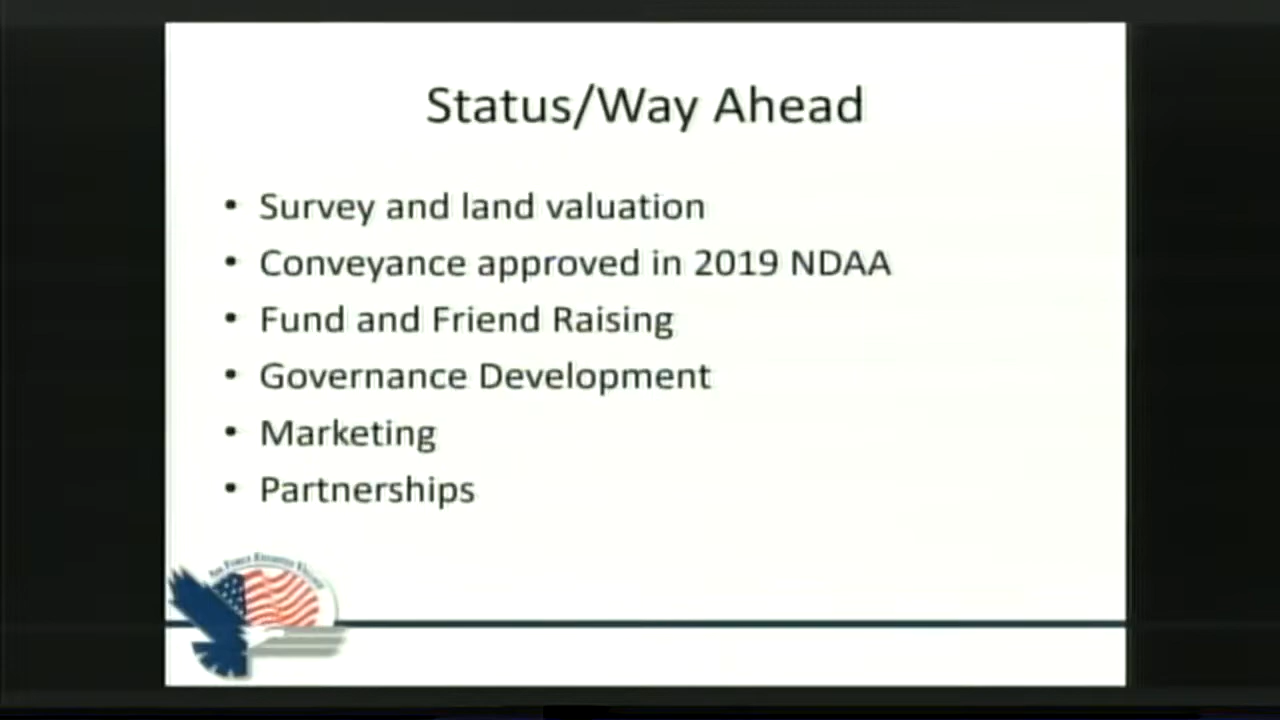 Status/Way Ahead
• Survey and land valuation
• Conveyance approved in 2019 NDAA
• Fund and Friend Raising
• Governance Development
• Marketing
• Partnerships